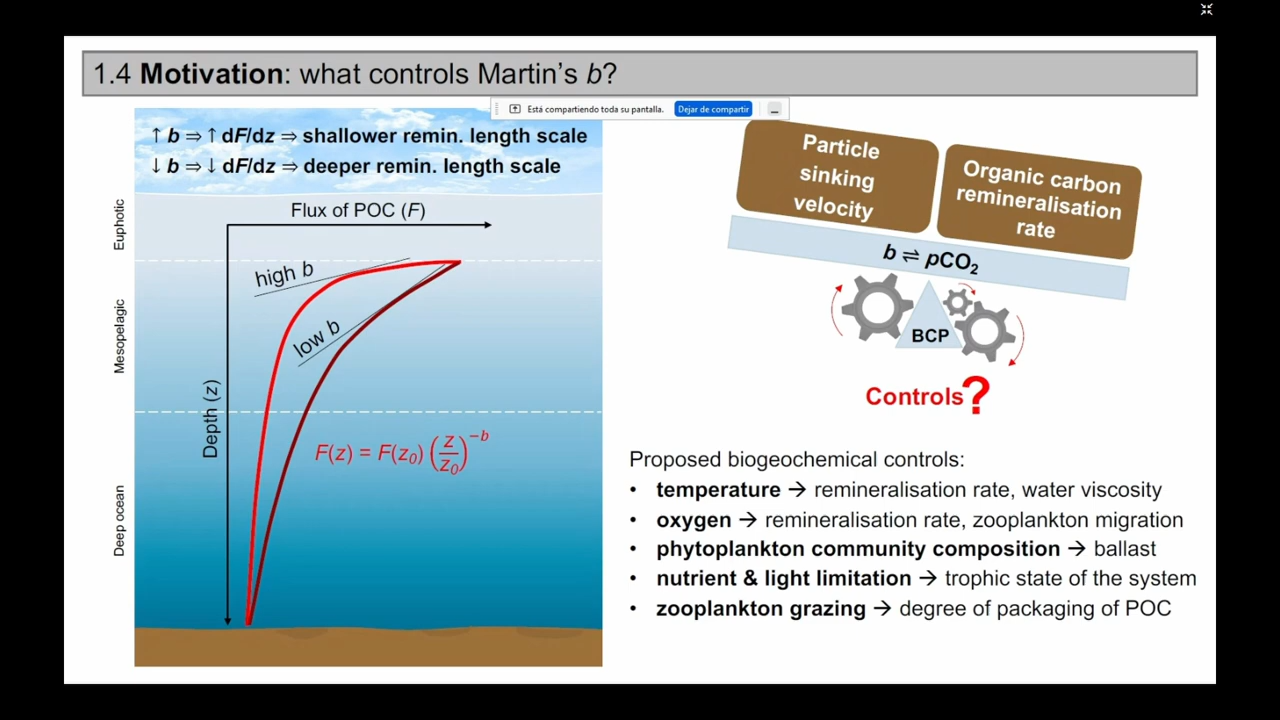 1.4 Motivation: what controls Martin's b?
Está compartiendo toda su pantalla. Dejar de compartir
↑ b ⇒ ↑ dF/dz ⇒ shallower remin. length scale
↓ b ⇒ ↓ dF/dz ⇒ deeper remin. length scale
Euphotic
Mesopelagic
Deep ocean
Flux of POC (F)
Depth (z)
high b
low b
F(z) = F(z₀) (z/z₀)⁻ᵇ
Particle
sinking
velocity
Organic carbon
remineralisation
rate
b ⇌ pCO₂
BCP
Controls?
Proposed biogeochemical controls:
• temperature → remineralisation rate, water viscosity
• oxygen → remineralisation rate, zooplankton migration
• phytoplankton community composition → ballast
• nutrient & light limitation → trophic state of the system
• zooplankton grazing → degree of packaging of POC